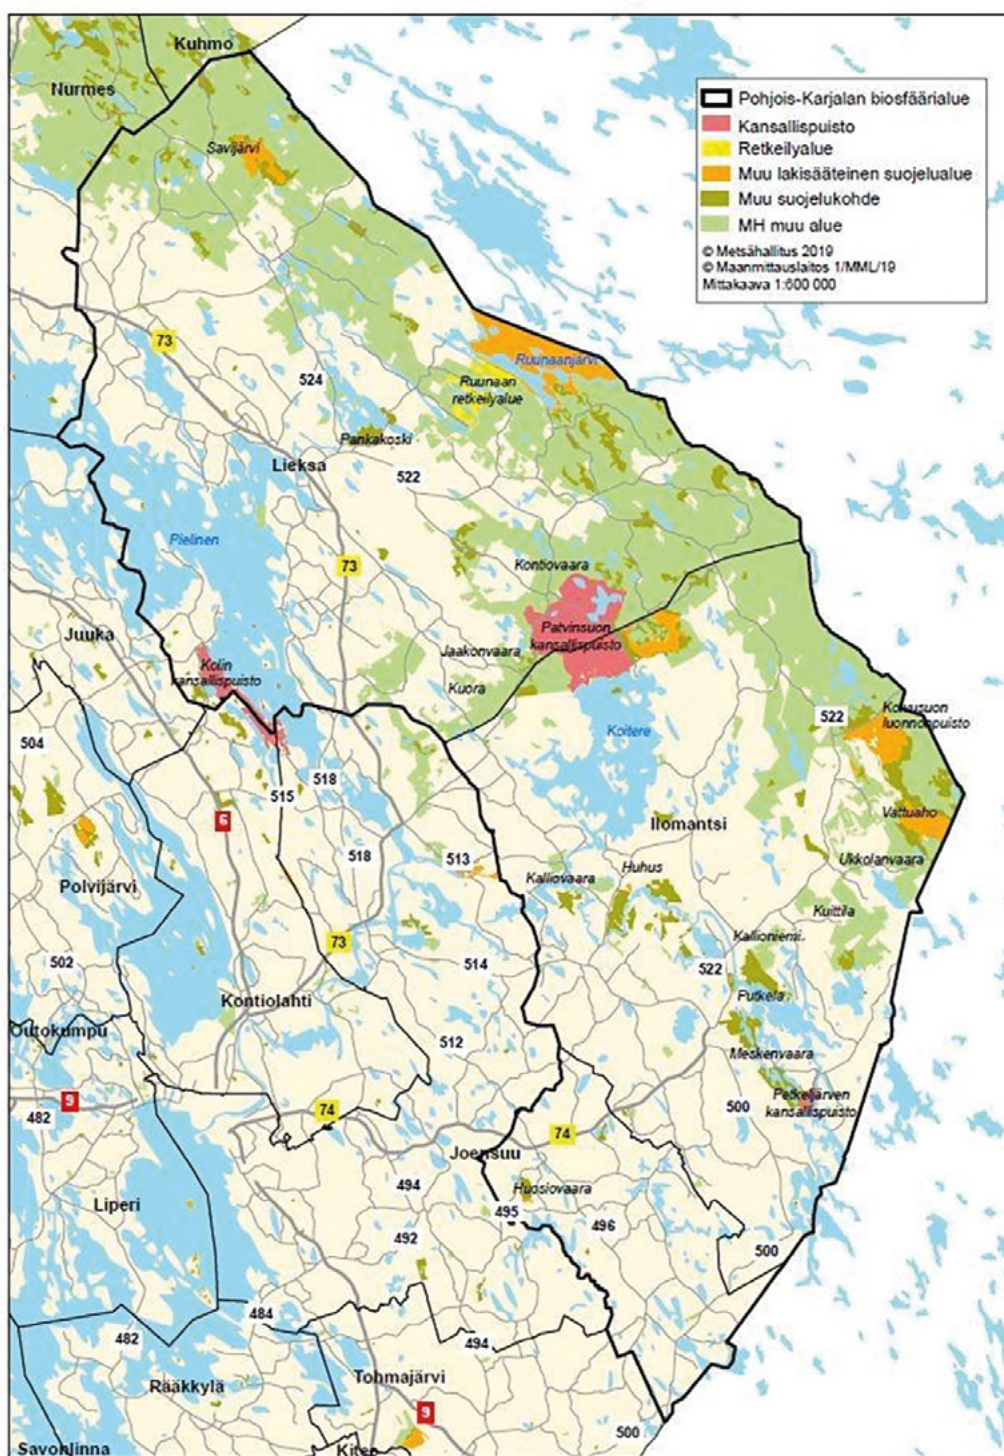 Kuhmo
Nurmes
Pohjois-Karjalan biosfäärialue
Kansallispuisto
Retkeilyalue
Muu lakisääteinen suojelualue
Muu suojelukohde
MH muu alue
© Metsähallitus 2019
© Maanmittauslaitos 1/MML/19
Mittakaava 1:600 000
Savijärvi
73
Ruunaanjärvi
524
Ruunaan
retkeilyalue
Pankakoski
Lieksa
522
Pielinen
73
Kontiovaara
Juuka
Patvinsuon
kansallispuisto
Jaakonvaara
Kolin
kansallispuisto
Kuora
522
Koivusuon
luonnonpuisto
Koitere
504
518
515
6
Ilomantsi
Vattuaho
518
513
Ukkolanvaara
Huhus
Kalliovaara
Polvijärvi
Kuittila
Kallioniemi
73
502
514
522
Kontiolahti
Putkela
Outokumpu
512
Meskenvaara
9
482
Petkeljärven
kansallispuisto
500
74
74
Joensuu
494
Huosiovaara
Liperi
495
496
492
500
484
482
494
Tohmajärvi
Rääkkylä
9
500
Savonlinna
Kitee